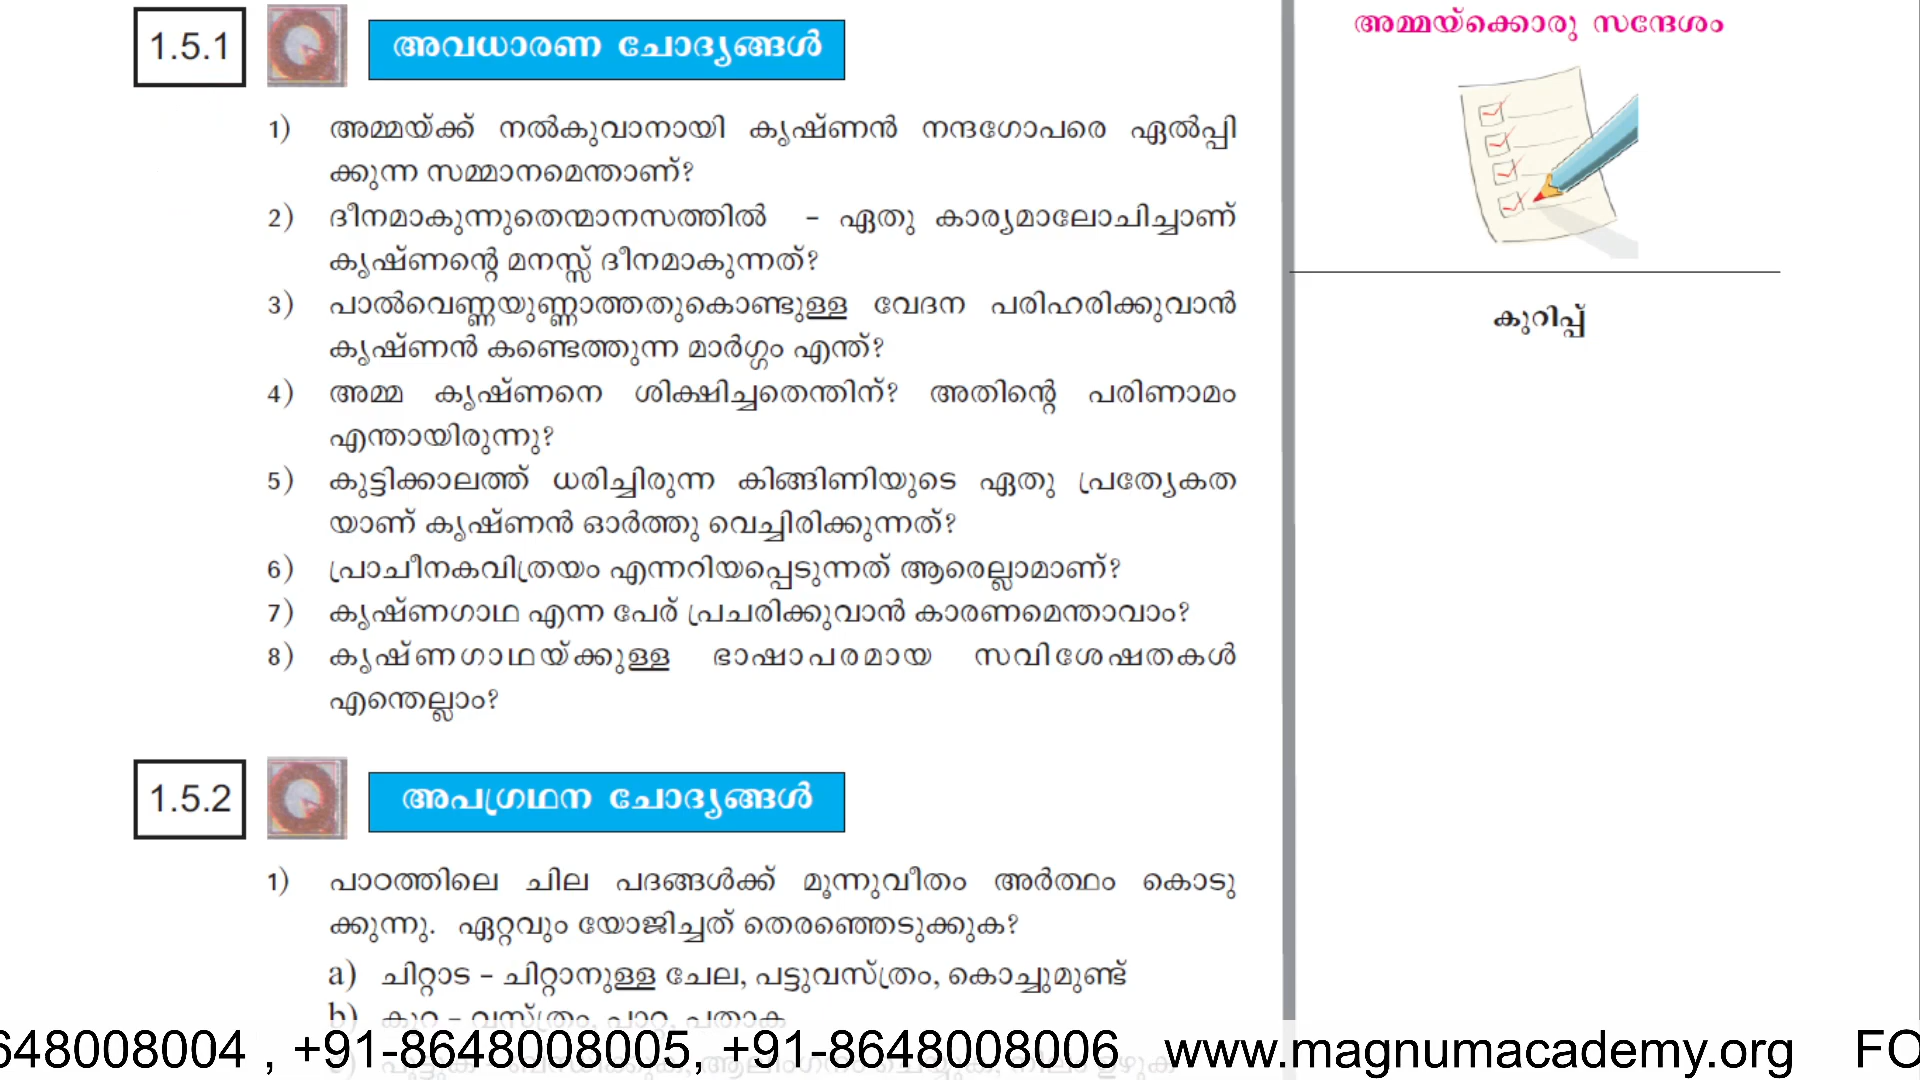 1.5.1
അവധാരണ ചോദ്യങ്ങൾ
1) അമ്മയ്ക്ക് നൽകുവാനായി കൃഷ്ണൻ നന്ദഗോപരെ ഏൽപ്പി
ക്കുന്ന സമ്മാനമെന്താണ്?
2) ദീനമാകുന്നുതെന്മാനസത്തിൽ - ഏതു കാര്യമാലോചിച്ചാണ്
കൃഷ്ണന്റെ മനസ്സ് ദീനമാകുന്നത്?
3) പാൽവെണ്ണയുണ്ണാത്തതുകൊണ്ടുള്ള വേദന പരിഹരിക്കുവാൻ
കൃഷ്ണൻ കണ്ടെത്തുന്ന മാർഗ്ഗം എന്ത്?
4) അമ്മ കൃഷ്ണനെ ശിക്ഷിച്ചതെന്തിന്? അതിന്റെ പരിണാമം
എന്തായിരുന്നു?
5) കുട്ടിക്കാലത്ത് ധരിച്ചിരുന്ന കിങ്ങിണിയുടെ ഏതു പ്രത്യേകത
യാണ് കൃഷ്ണൻ ഓർത്തു വെച്ചിരിക്കുന്നത്?
6) പ്രാചീനകവിത്രയം എന്നറിയപ്പെടുന്നത് ആരെല്ലാമാണ്?
7) കൃഷ്ണഗാഥ എന്ന പേര് പ്രചരിക്കുവാൻ കാരണമെന്താവാം?
8) കൃഷ്ണഗാഥയ്ക്കുള്ള ഭാഷാപരമായ സവിശേഷതകൾ
എന്തെല്ലാം?
1.5.2
അപഗ്രഥന ചോദ്യങ്ങൾ
1) പാഠത്തിലെ ചില പദങ്ങൾക്ക് മൂന്നുവീതം അർത്ഥം കൊടു
ക്കുന്നു. ഏറ്റവും യോജിച്ചത് തെരഞ്ഞെടുക്കുക?
a) ചിറ്റാട - ചിറ്റാനുള്ള ചേല, പട്ടുവസ്ത്രം, കൊച്ചുമുണ്ട്
b) കൂറ - വസ്ത്രം, പാറ്റ, പതാക
അമ്മയ്ക്കൊരു സന്ദേശം
കുറിപ്പ്
648008004 , +91-8648008005, +91-8648008006 www.magnumacademy.org FO